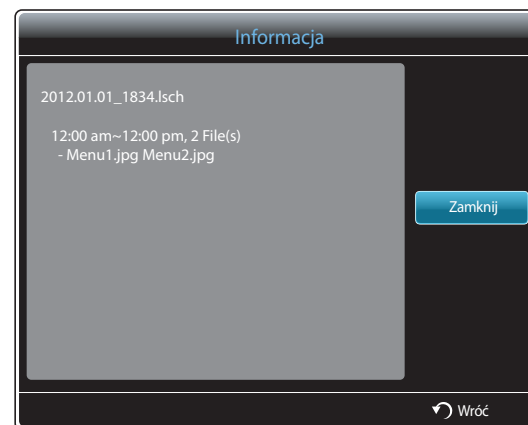 Informacja
2012.01.01_1834.lsch
12:00 am~12:00 pm, 2 File(s)
- Menu1.jpg Menu2.jpg
Zamknij
Wróć